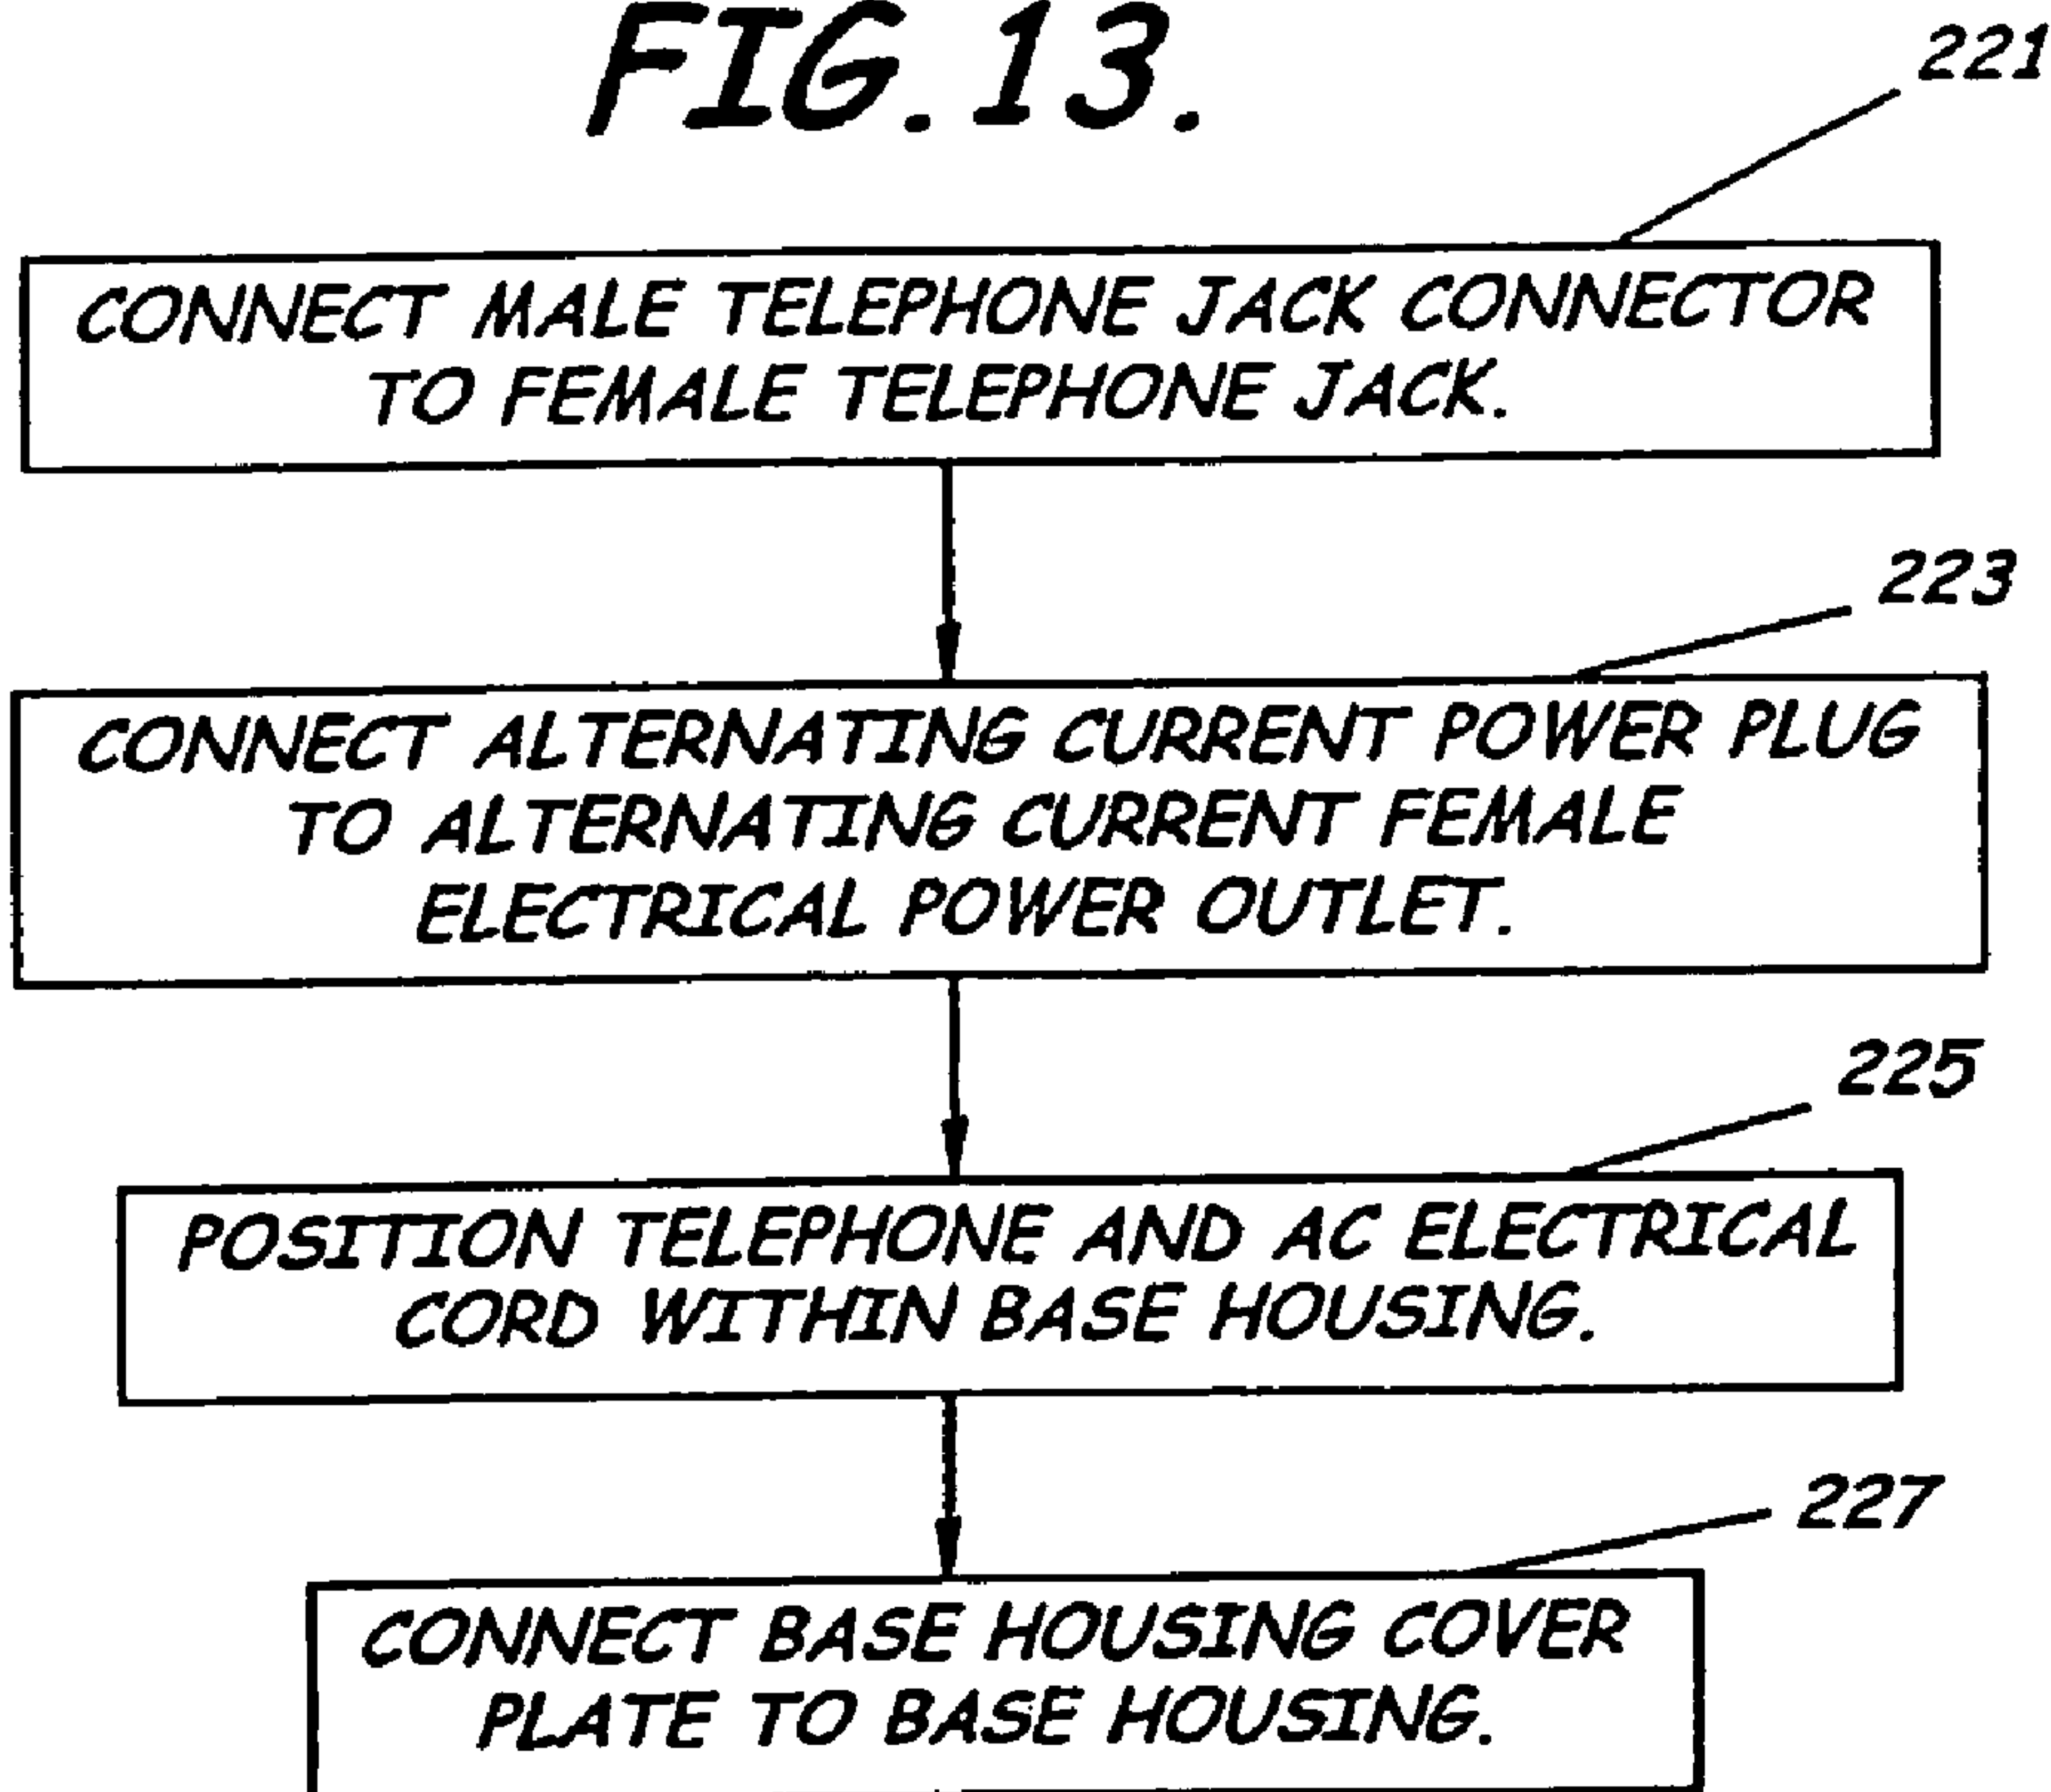 FIG. 13.
221
CONNECT MALE TELEPHONE JACK CONNECTOR
TO FEMALE TELEPHONE JACK.
223
CONNECT ALTERNATING CURRENT POWER PLUG
TO ALTERNATING CURRENT FEMALE
ELECTRICAL POWER OUTLET.
225
POSITION TELEPHONE AND AC ELECTRICAL
CORD WITHIN BASE HOUSING.
227
CONNECT BASE HOUSING COVER
PLATE TO BASE HOUSING.